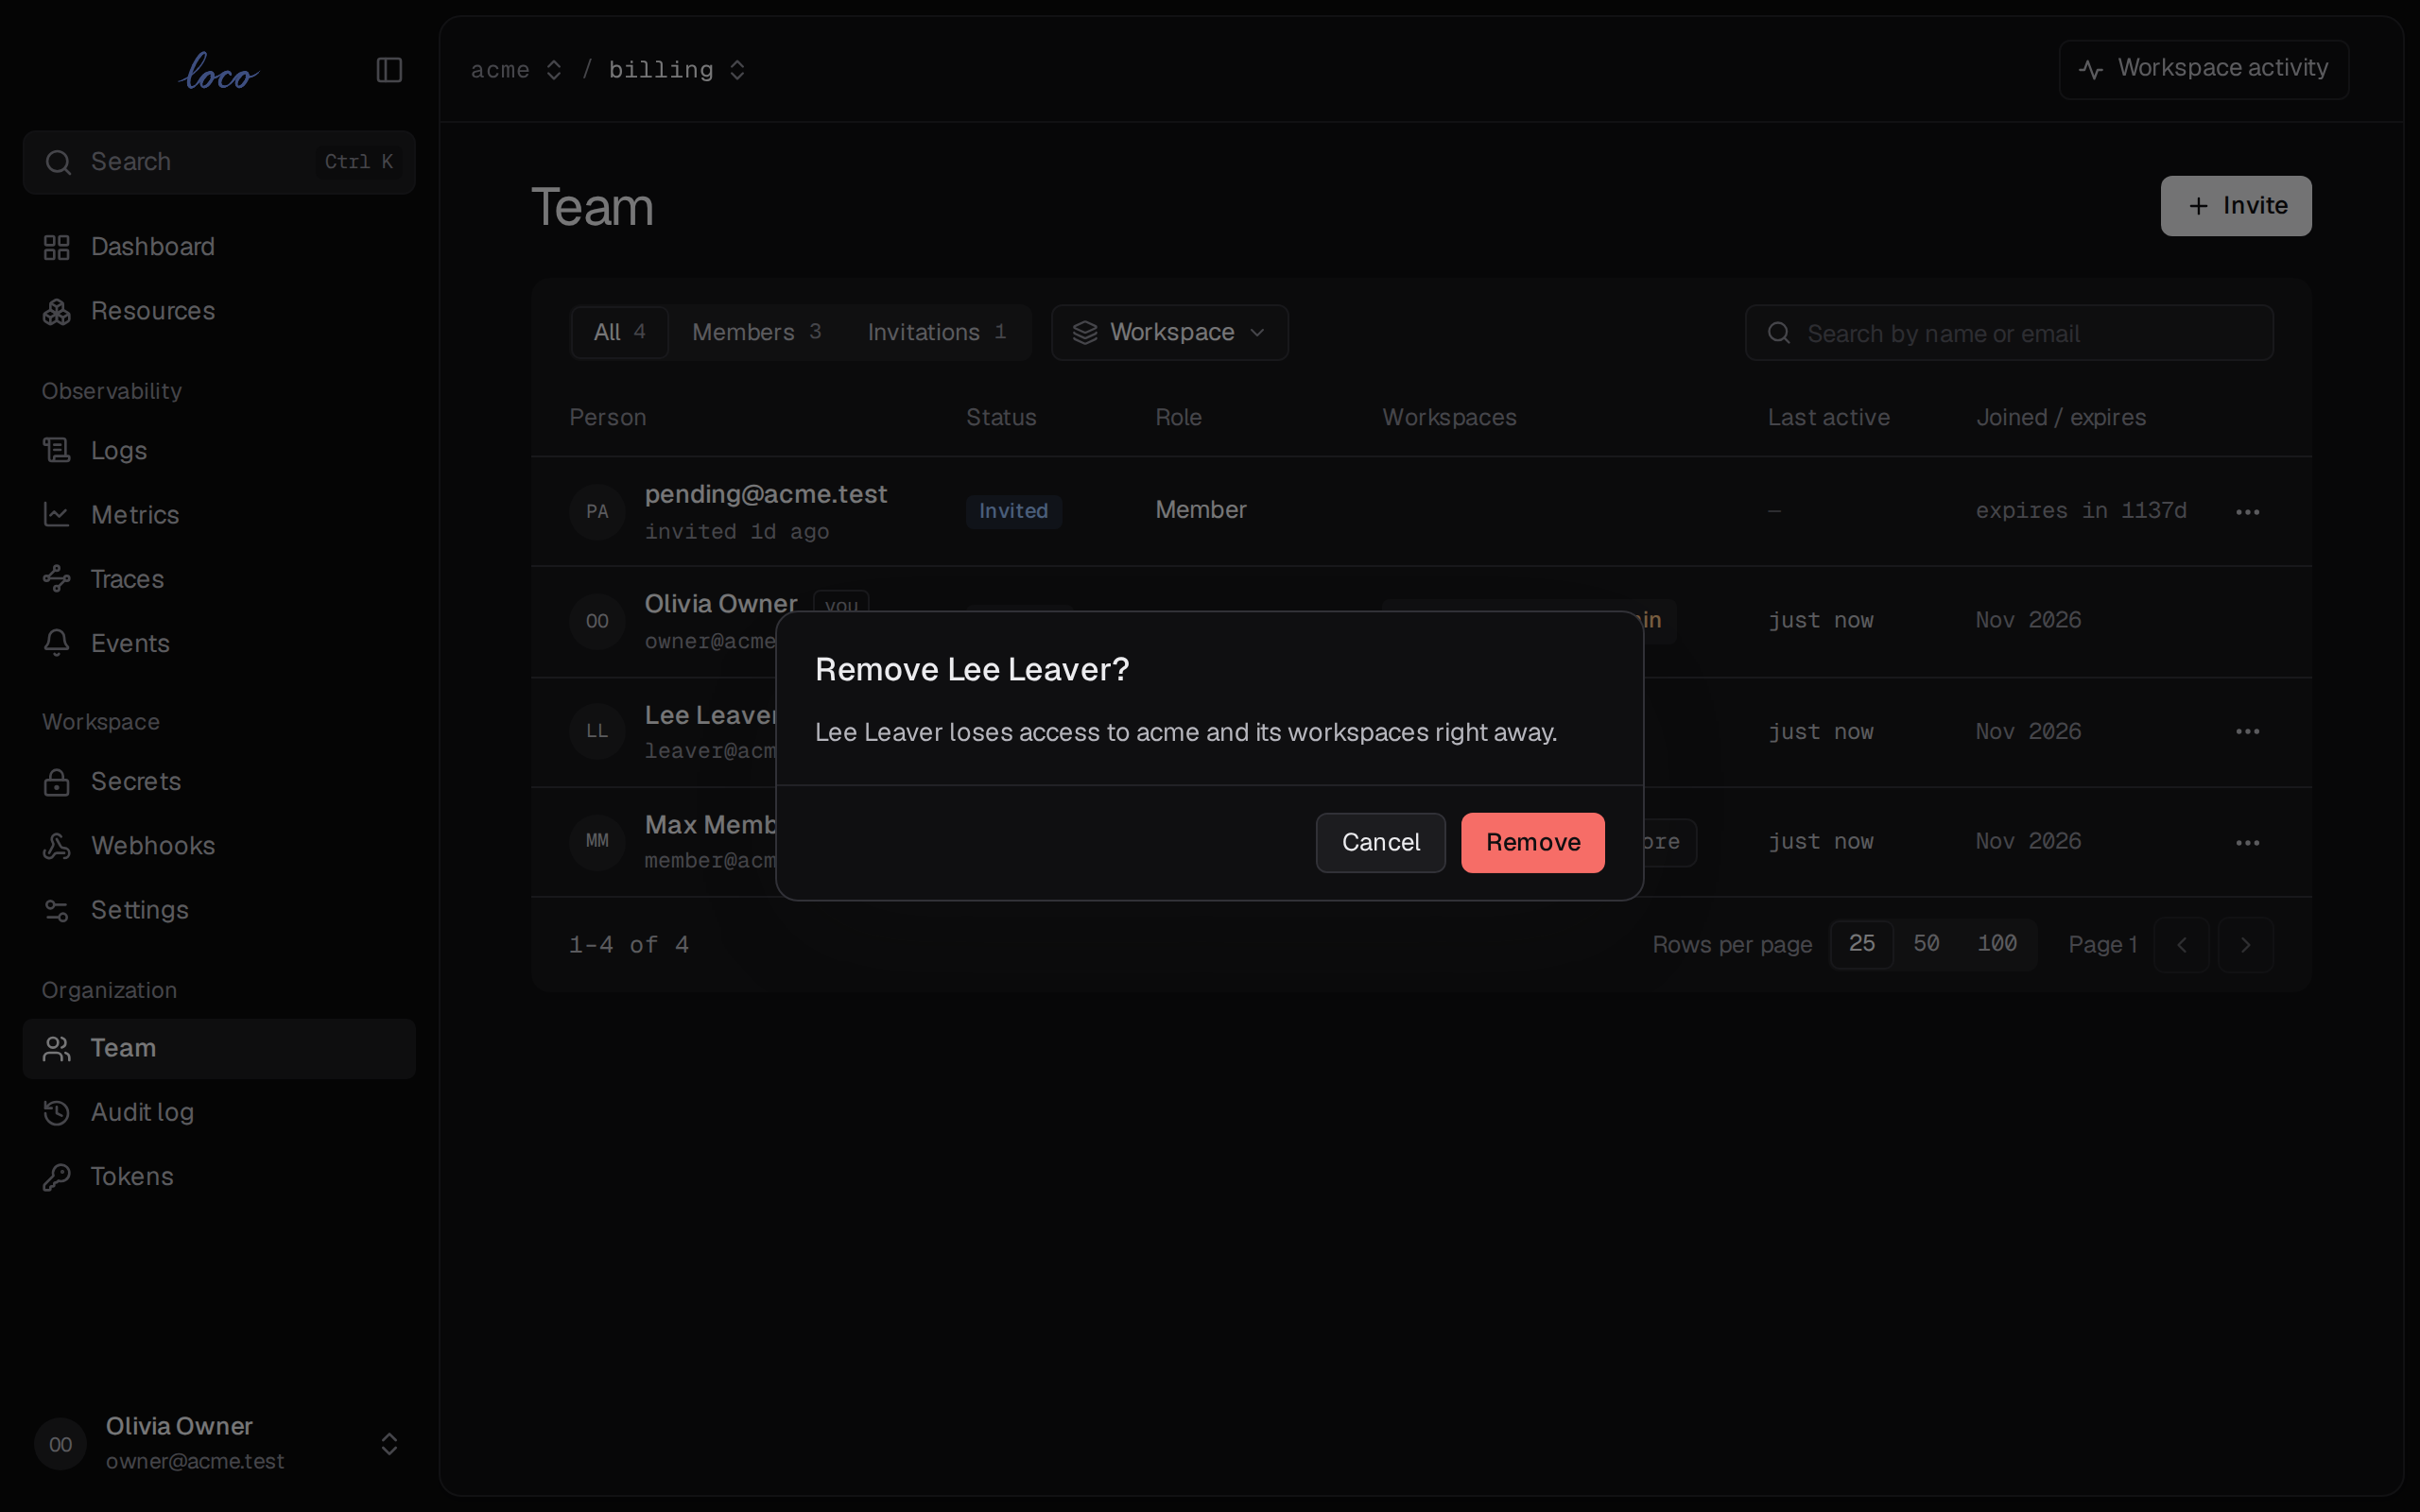 loco
acme / billing
Workspace activity
Search Ctrl K
Dashboard
Resources
Observability
Logs
Metrics
Traces
Events
Workspace
Secrets
Webhooks
Settings
Organization
Team
Audit log
Tokens
Olivia Owner
OO
owner@acme.test
Team
Invite
All 4 Members 3 Invitations 1 Workspace
Search by name or email
Person Status Role Workspaces Last active Joined / expires
PA pending@acme.test Invited Member – expires in 1137d
invited 1d ago
OO Olivia Owner you just now Nov 2026
owner@acme
LL Lee Leaver just now Nov 2026
leaver@acm
MM Max Memb just now Nov 2026
member@acm
Remove Lee Leaver?
Lee Leaver loses access to acme and its workspaces right away.
Cancel Remove
1–4 of 4
Rows per page 25 50 100 Page 1